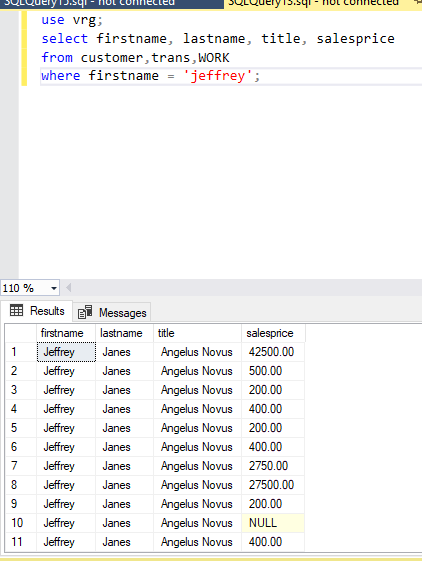 SQLQuery15.sql - not connected SQLQuery13.sql - not connected
use vrg;
select firstname, lastname, title, salesprice
from customer,trans,WORK
where firstname = 'jeffrey';
110 %
Results Messages
firstname lastname title salesprice
1 Jeffrey Janes Angelus Novus 42500.00
2 Jeffrey Janes Angelus Novus 500.00
3 Jeffrey Janes Angelus Novus 200.00
4 Jeffrey Janes Angelus Novus 400.00
5 Jeffrey Janes Angelus Novus 200.00
6 Jeffrey Janes Angelus Novus 400.00
7 Jeffrey Janes Angelus Novus 2750.00
8 Jeffrey Janes Angelus Novus 27500.00
9 Jeffrey Janes Angelus Novus 200.00
10 Jeffrey Janes Angelus Novus NULL
11 Jeffrey Janes Angelus Novus 400.00